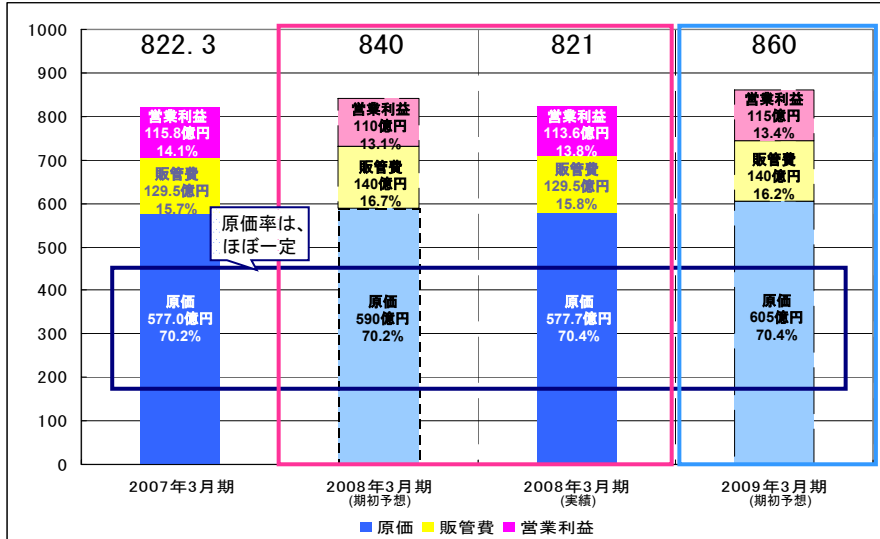 1000
900
800
700
600
500
400
300
200
100
0
822.3
840
821
860
営業利益
115.8億円
14.1%
販管費
129.5億円
15.7%
原価
577.0億円
70.2%
営業利益
110億円
13.1%
販管費
140億円
16.7%
原価
590億円
70.2%
営業利益
113.6億円
13.8%
販管費
129.5億円
15.8%
原価
577.7億円
70.4%
営業利益
115億円
13.4%
販管費
140億円
16.2%
原価
605億円
70.4%
原価率は、
ほぼ一定
2007年3月期
2008年3月期
(期初予想)
2008年3月期
(実績)
2009年3月期
(期初予想)
原価 販管費 営業利益